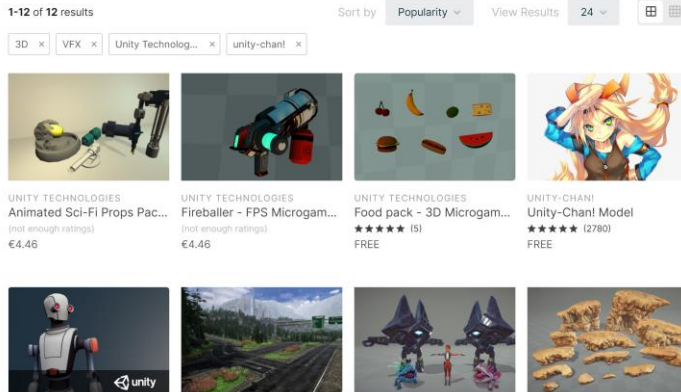 1-12 of 12 results
Sort by Popularity
View Results 24
3D ×
VFX ×
Unity Technolog... ×
unity-chan! ×
UNITY TECHNOLOGIES
Animated Sci-Fi Props Pac...
(not enough ratings)
€4.46
UNITY TECHNOLOGIES
Fireballer - FPS Microgam...
(not enough ratings)
€4.46
UNITY TECHNOLOGIES
Food pack - 3D Microgam...
★★★★★ (5)
FREE
UNITY-CHAN!
Unity-Chan! Model
★★★★★ (2780)
FREE
unity